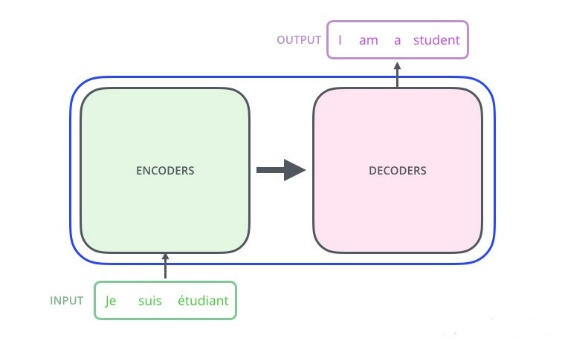 OUTPUT I am a student
ENCODERS DECODERS
INPUT Je suis étudiant